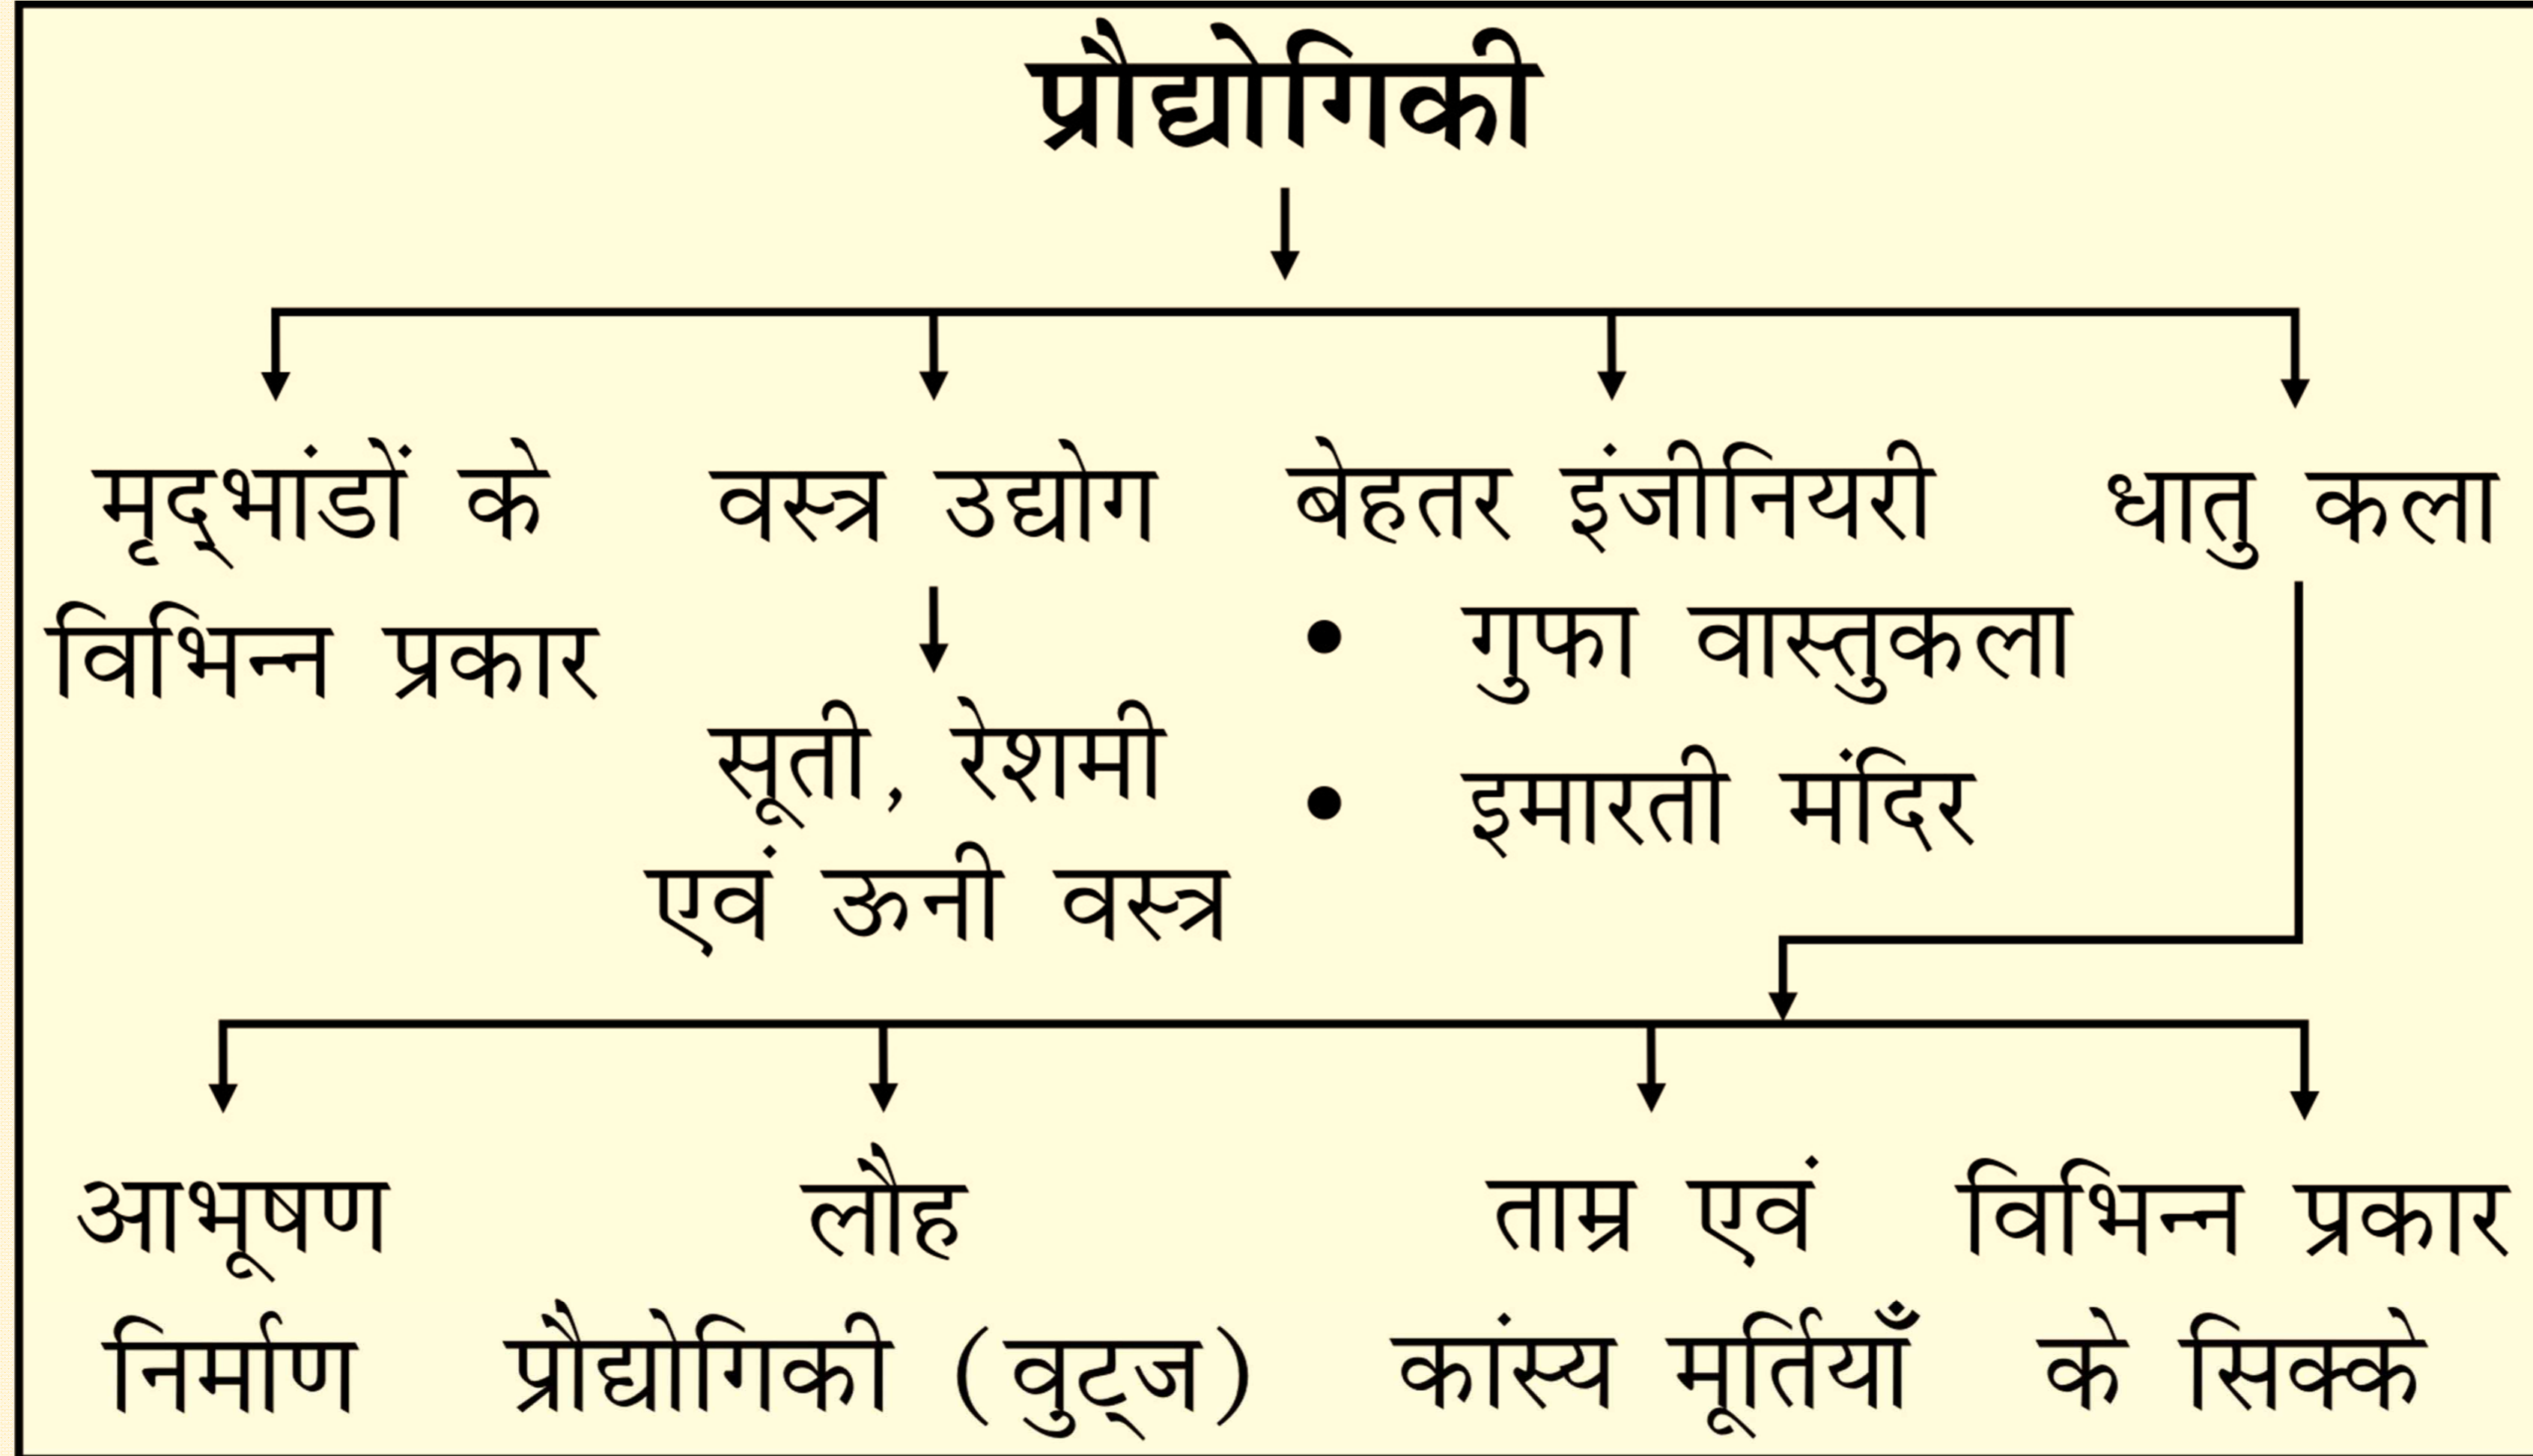 प्रौद्योगिकी
मृद्भांडों के
विभिन्न प्रकार
वस्त्र उद्योग
सूती, रेशमी
एवं ऊनी वस्त्र
बेहतर इंजीनियरी
• गुफा वास्तुकला
• इमारती मंदिर
धातु कला
आभूषण
निर्माण
लौह
प्रौद्योगिकी (वुट्ज)
ताम्र एवं
कांस्य मूर्तियाँ
विभिन्न प्रकार
के सिक्के